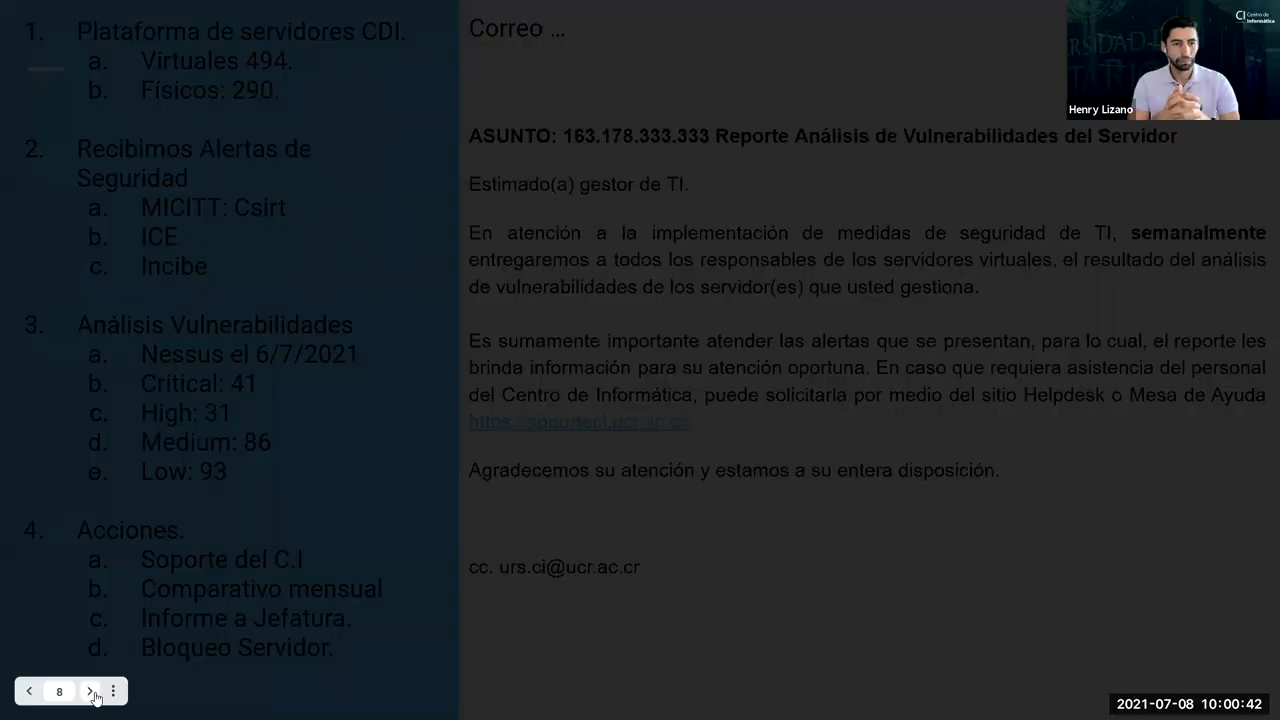 1. Plataforma de servidores CDI.
a. Virtuales 494.
b. Físicos: 290.
2. Recibimos Alertas de
Seguridad
a. MICITT: Csirt
b. ICE
c. Incibe
3. Análisis Vulnerabilidades
a. Nessus el 6/7/2021
b. Critical: 41
c. High: 31
d. Medium: 86
e. Low: 93
4. Acciones.
a. Soporte del C.I
b. Comparativo mensual
c. Informe a Jefatura.
d. Bloqueo Servidor.
8
Correo ...
ASUNTO: 163.178.333.333 Reporte Análisis de Vulnerabilidades del Servidor
Estimado(a) gestor de TI.
En atención a la implementación de medidas de seguridad de TI, semanalmente
entregaremos a todos los responsables de los servidores virtuales, el resultado del análisis
de vulnerabilidades de los servidor(es) que usted gestiona.
Es sumamente importante atender las alertas que se presentan, para lo cual, el reporte les
brinda información para su atención oportuna. En caso que requiera asistencia del personal
del Centro de Informática, puede solicitarla por medio del sitio Helpdesk o Mesa de Ayuda
Agradecemos su atención y estamos a su entera disposición.
cc. urs.ci@ucr.ac.cr
CI Centro de
Informática
Henry Lizano
2021-07-08 10:00:42